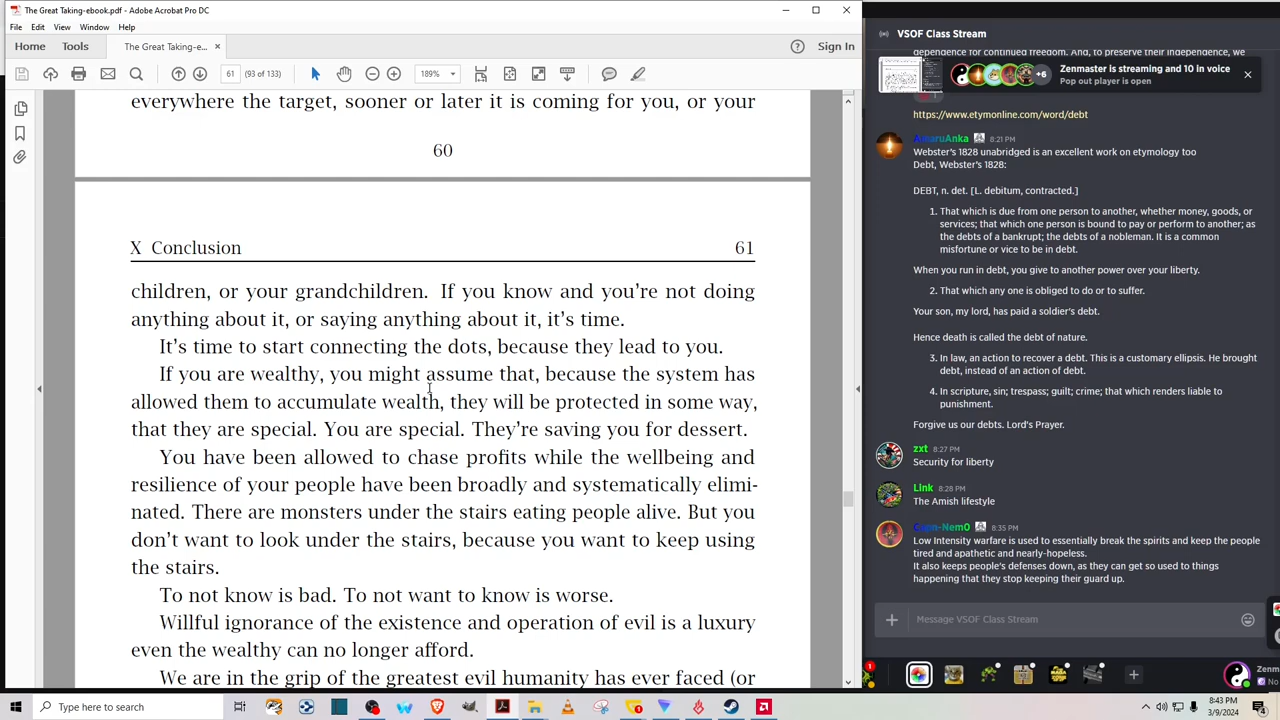 The Great Taking-ebook.pdf - Adobe Acrobat Pro DC
File Edit View Window Help
Home Tools The Great Taking-e... Sign In
61 (93 of 133) 189%
everywhere the target, sooner or later it is coming for you, or your
60
X Conclusion 61
children, or your grandchildren. If you know and you're not doing
anything about it, or saying anything about it, it's time.
It's time to start connecting the dots, because they lead to you.
If you are wealthy, you might assume that, because the system has
allowed them to accumulate wealth, they will be protected in some way,
that they are special. You are special. They're saving you for dessert.
You have been allowed to chase profits while the wellbeing and
resilience of your people have been broadly and systematically elimi-
nated. There are monsters under the stairs eating people alive. But you
don't want to look under the stairs, because you want to keep using
the stairs.
To not know is bad. To not want to know is worse.
Willful ignorance of the existence and operation of evil is a luxury
even the wealthy can no longer afford.
We are in the grip of the greatest evil humanity has ever faced (or
VSOF Class Stream
dependence for continued freedom. And, to preserve their independence, we
+6
Zenmaster is streaming and 10 in voice
Pop out player is open
https://www.etymonline.com/word/debt
8:21 PM
Webster's 1828 unabridged is an excellent work on etymology too
Debt, Webster's 1828:
DEBT, n. det. [L. debitum, contracted.]
1. That which is due from one person to another, whether money, goods, or
services; that which one person is bound to pay or perform to another; as
the debts of a bankrupt; the debts of a nobleman. It is a common
misfortune or vice to be in debt.
When you run in debt, you give to another power over your liberty.
2. That which any one is obliged to do or to suffer.
Your son, my lord, has paid a soldier's debt.
Hence death is called the debt of nature.
3. In law, an action to recover a debt. This is a customary ellipsis. He brought
debt, instead of an action of debt.
4. In scripture, sin; trespass; guilt; crime; that which renders liable to
punishment.
Forgive us our debts. Lord's Prayer.
zxt 8:27 PM
Security for liberty
Link 8:28 PM
The Amish lifestyle
8:35 PM
Low Intensity warfare is used to essentially break the spirits and keep the people
tired and apathetic and nearly-hopeless.
It also keeps people's defenses down, as they can get so used to things
happening that they stop keeping their guard up.
Message VSOF Class Stream
1
Zenm
No
Type here to search
8:43 PM
3/9/2024
4